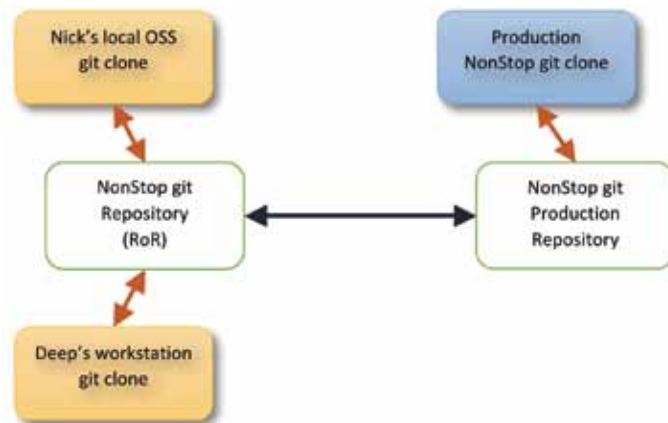 Nick's local OSS
git clone
Production
NonStop git clone
NonStop git
Repository
(RoR)
NonStop git
Production
Repository
Deep's workstation
git clone